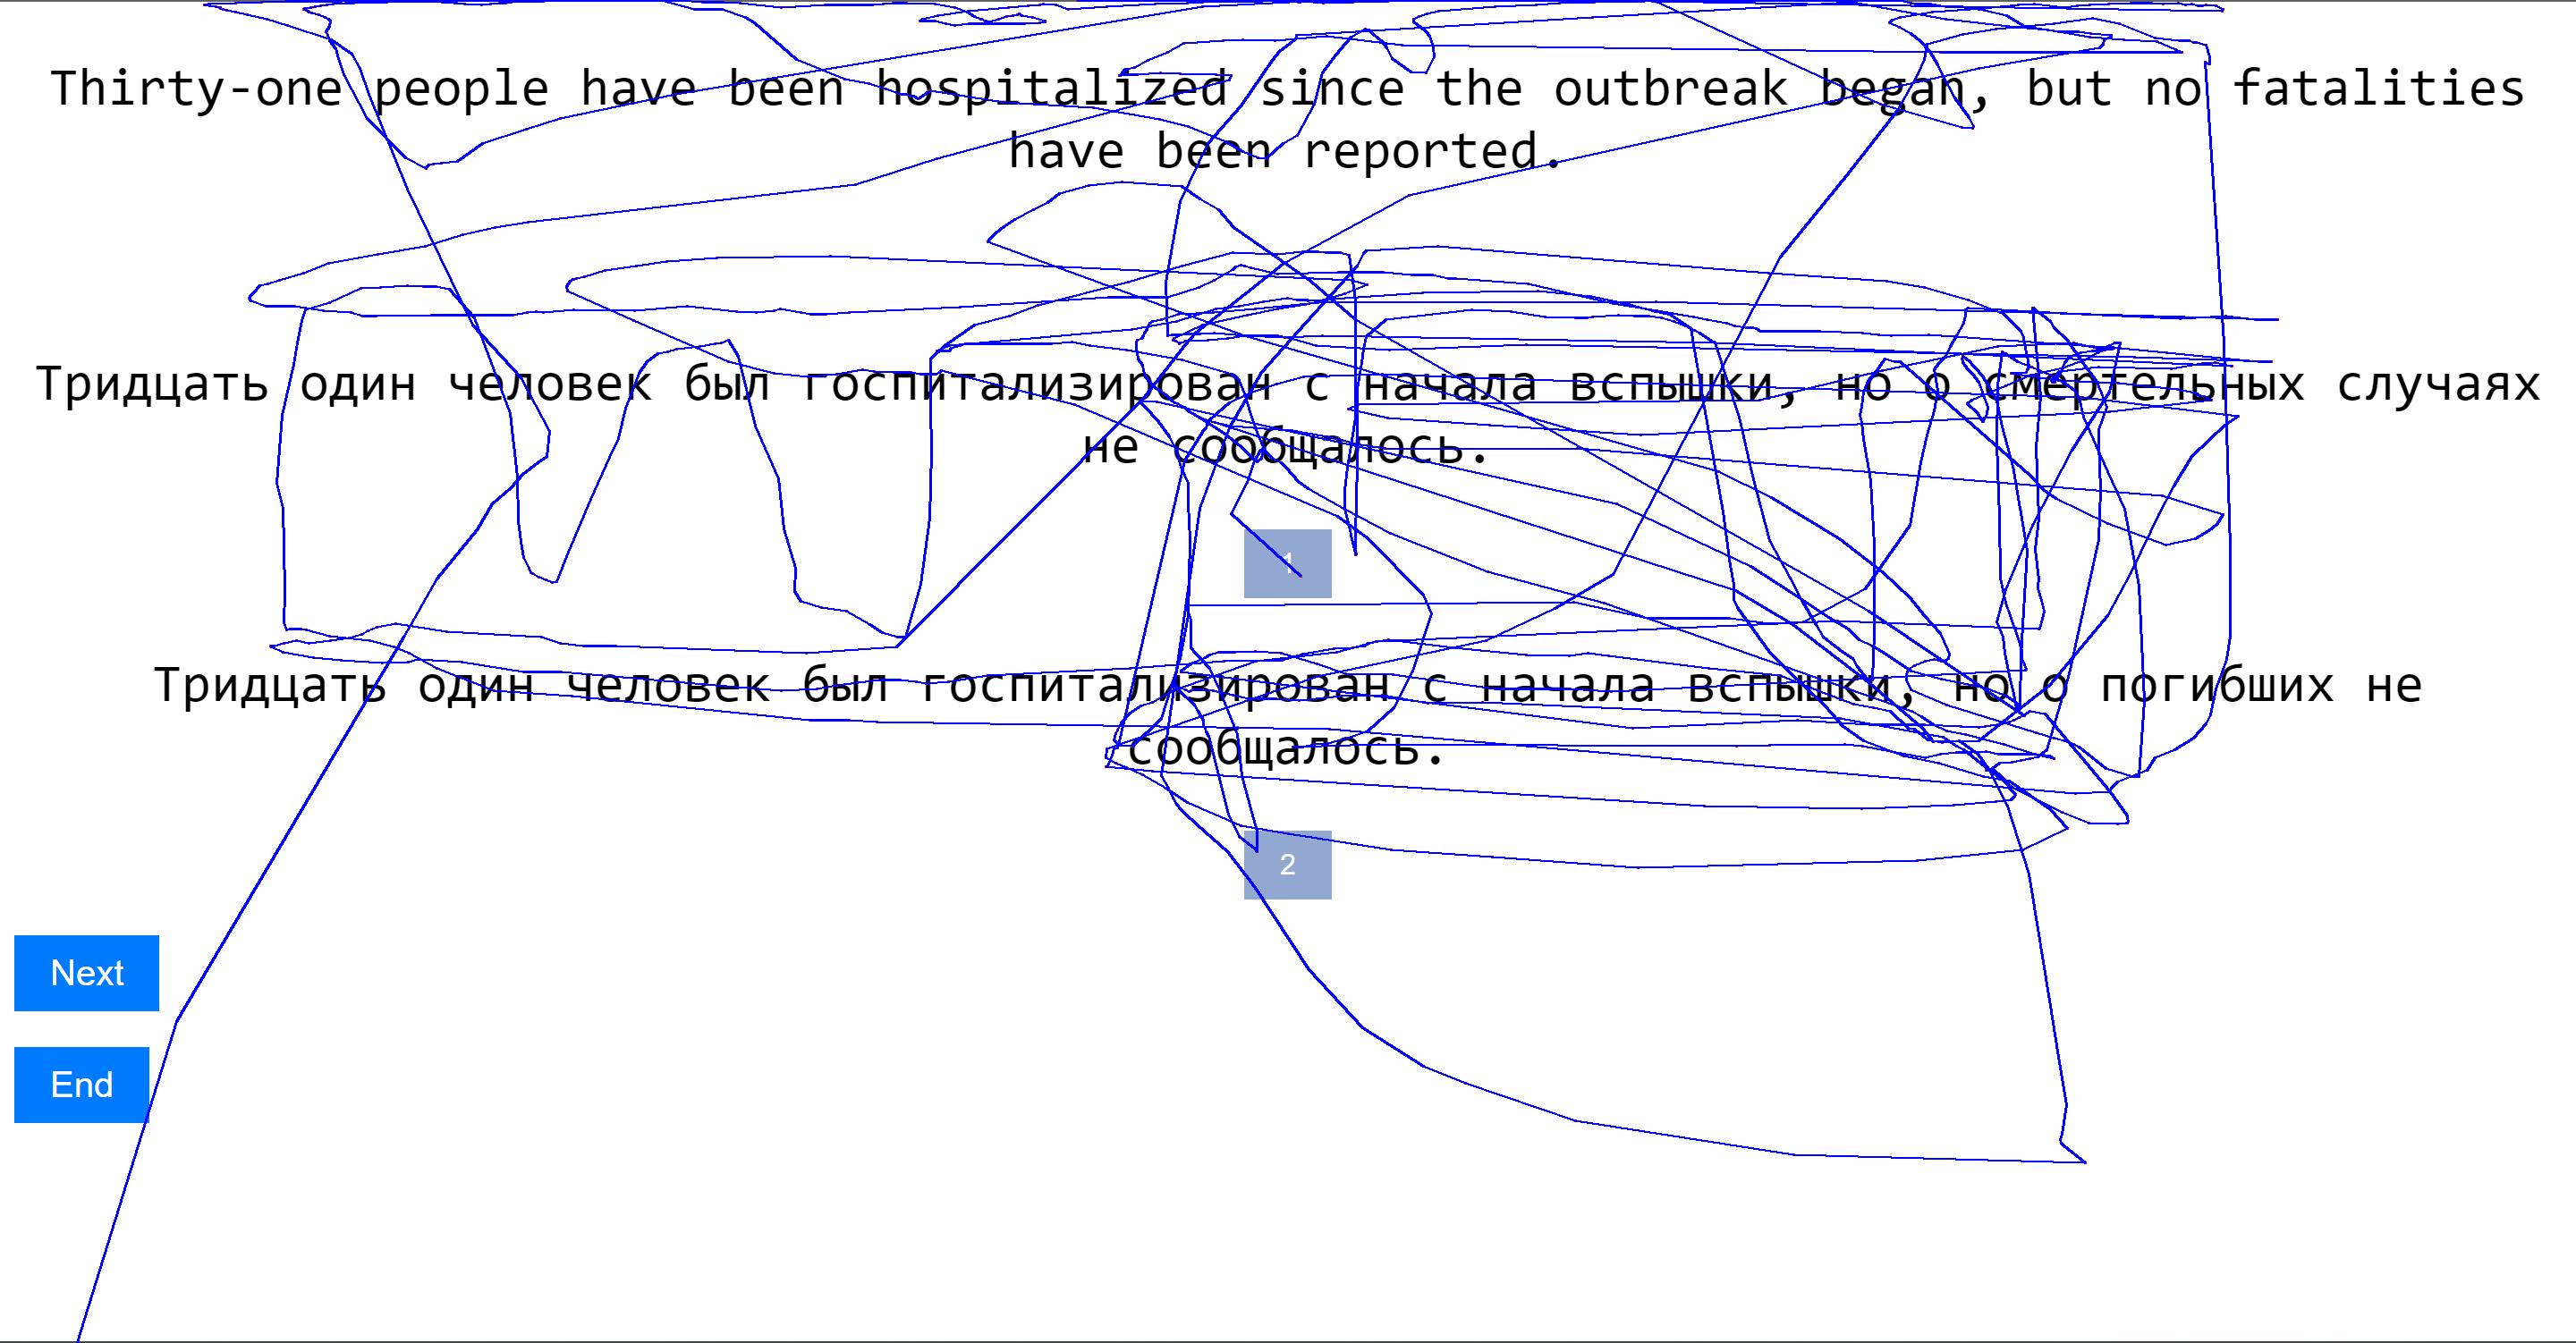 Thirty-one people have been hospitalized since the outbreak began, but no fatalities
have been reported.
Тридцать один человек был госпитализирован с начала вспышки, но о смертельных случаях
не сообщалось.
1
Тридцать один человек был госпитализирован с начала вспышки, но о погибших не
сообщалось.
2
Next
End